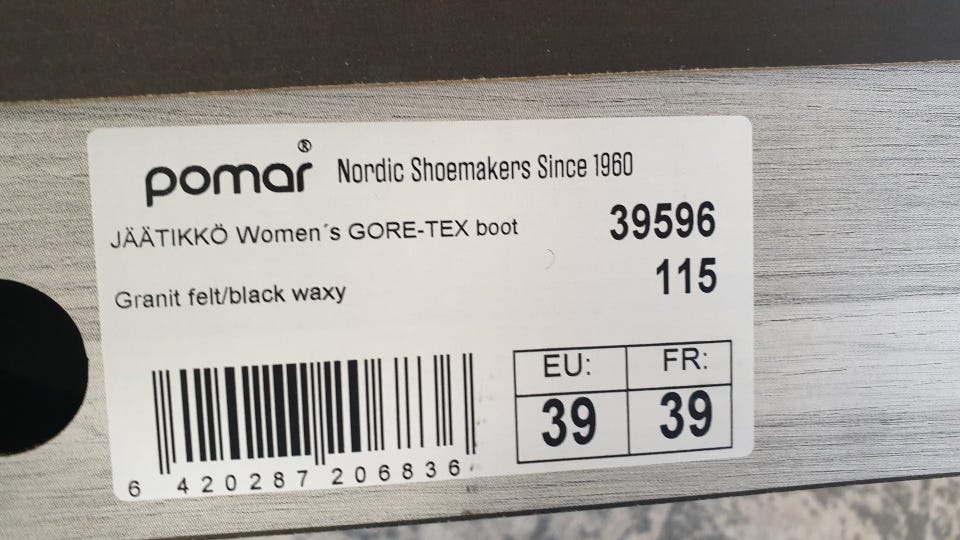 pomar® Nordic Shoemakers Since 1960
JÄÄTIKKÖ Women´s GORE-TEX boot 39596
115
Granit felt/black waxy
EU: FR:
39 39
6 420287 206836